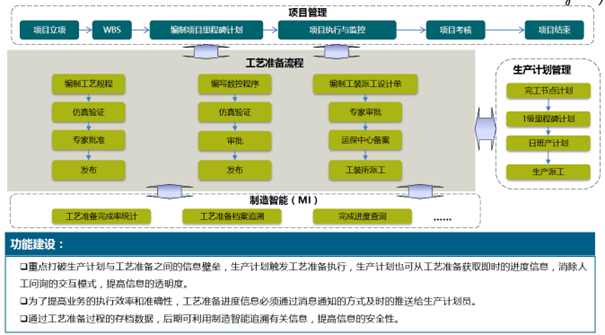 项目管理
项目立项
WBS
编制项目里程碑计划
项目执行与监控
项目考核
项目结束
工艺准备流程
编制工艺规程
仿真验证
专家批准
发布
编写数控程序
仿真验证
审批
发布
编制工装派工设计单
专家审批
运保中心备案
工装所派工
生产计划管理
完工节点计划
1级里程碑计划
日班产计划
生产派工
制造智能（MI）
工艺准备完成率统计
工艺准备档案追溯
完成进度查询
……
功能建设：
□重点打破生产计划与工艺准备之间的信息壁垒，生产计划触发工艺准备执行，生产计划也可从工艺准备获取即时的进度信息，消除人
工问询的交互模式，提高信息的透明度。
□为了提高业务的执行效率和准确性，工艺准备进度信息必须通过消息通知的方式及时的推送给生产计划员。
□通过工艺准备过程的存档数据，后期可利用制造智能追溯有关信息，提高信息的安全性。